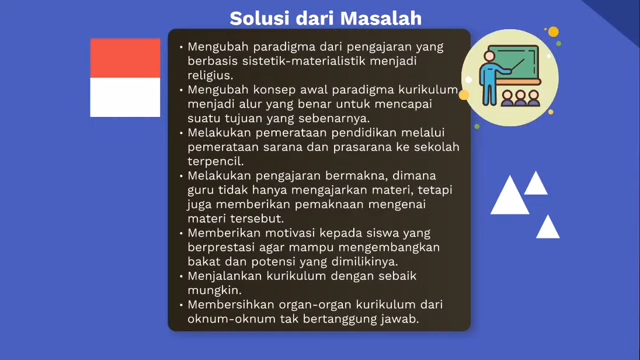 Solusi dari Masalah
• Mengubah paradigma dari pengajaran yang
berbasis sistetik-materialistik menjadi
religius.
• Mengubah konsep awal paradigma kurikulum
menjadi alur yang benar untuk mencapai
suatu tujuan yang sebenarnya.
• Melakukan pemerataan pendidikan melalui
pemerataan sarana dan prasarana ke sekolah
terpencil.
• Melakukan pengajaran bermakna, dimana
guru tidak hanya mengajarkan materi, tetapi
juga memberikan pemaknaan mengenai
materi tersebut.
• Memberikan motivasi kepada siswa yang
berprestasi agar mampu mengembangkan
bakat dan potensi yang dimilikinya.
• Menjalankan kurikulum dengan sebaik
mungkin.
• Membersihkan organ-organ kurikulum dari
oknum-oknum tak bertanggung jawab.